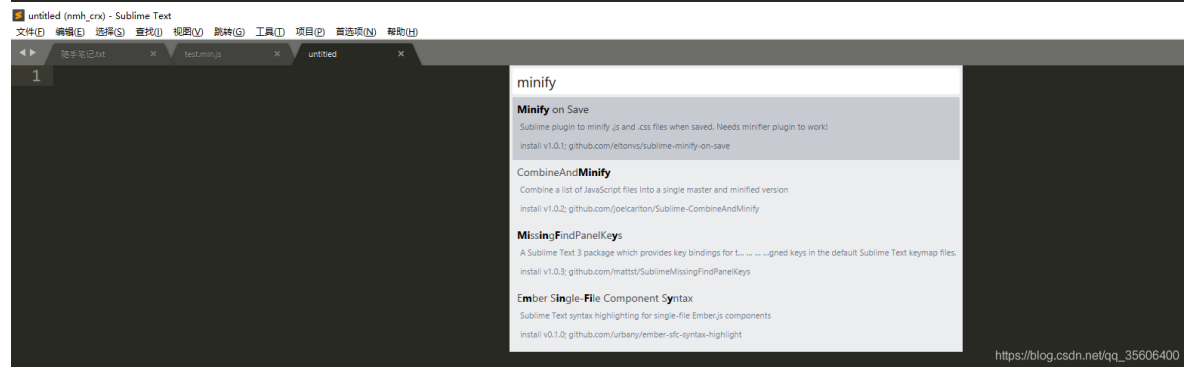 untitled (nmh_crx) - Sublime Text
文件(F) 编辑(E) 选择(S) 查找(I) 视图(V) 跳转(G) 工具(T) 项目(P) 首选项(N) 帮助(H)
随手笔记.txt × test.min.js × untitled ×
1
minify
Minify on Save
Sublime plugin to minify .js and .css files when saved. Needs minifier plugin to work!
install v1.0.1; github.com/eltonvs/sublime-minify-on-save
CombineAndMinify
Combine a list of JavaScript files into a single master and minified version
install v1.0.2; github.com/joelcarlton/Sublime-CombineAndMinify
MissingFindPanelKeys
A Sublime Text 3 package which provides key bindings for t... ... ... ...gned keys in the default Sublime Text keymap files.
install v1.0.3; github.com/mattst/SublimeMissingFindPanelKeys
Ember Single-File Component Syntax
Sublime Text syntax highlighting for single-file Ember.js components
install v0.1.0; github.com/urbany/ember-sfc-syntax-highlight
https://blog.csdn.net/qq_35606400